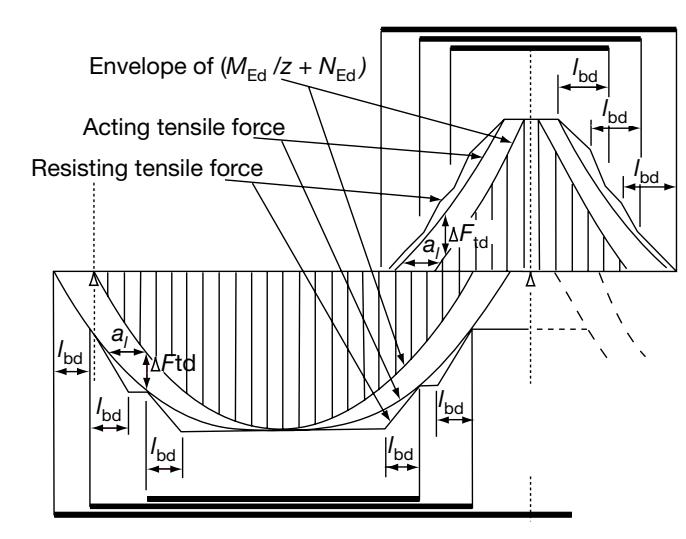 Envelope of (M_Ed /z + N_Ed)
l_bd
Acting tensile force
l_bd
Resisting tensile force
l_bd
ΔF_td
a_l
a_l
l_bd
ΔFtd
l_bd
l_bd
l_bd
l_bd